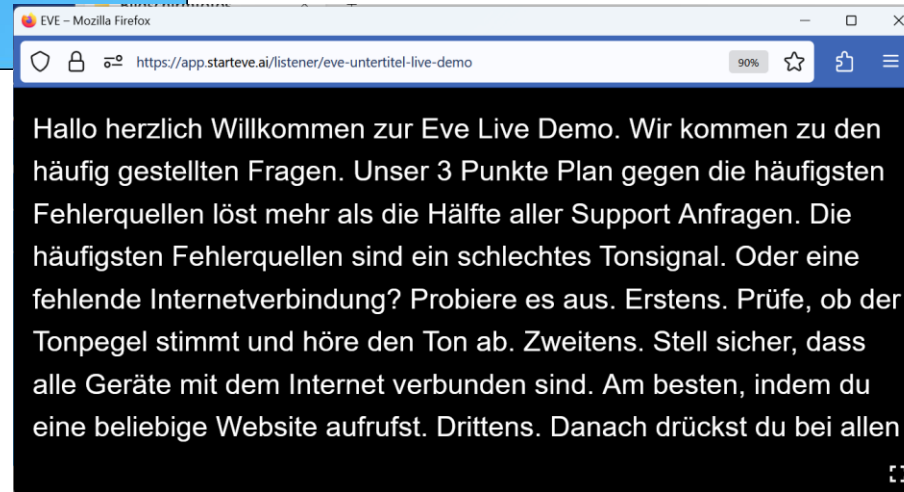 EVE – Mozilla Firefox
https://app.starteve.ai/listener/eve-untertitel-live-demo
90%
Hallo herzlich Willkommen zur Eve Live Demo. Wir kommen zu den
häufig gestellten Fragen. Unser 3 Punkte Plan gegen die häufigsten
Fehlerquellen löst mehr als die Hälfte aller Support Anfragen. Die
häufigsten Fehlerquellen sind ein schlechtes Tonsignal. Oder eine
fehlende Internetverbindung? Probiere es aus. Erstens. Prüfe, ob der
Tonpegel stimmt und höre den Ton ab. Zweitens. Stell sicher, dass
alle Geräte mit dem Internet verbunden sind. Am besten, indem du
eine beliebige Website aufrufst. Drittens. Danach drückst du bei allen